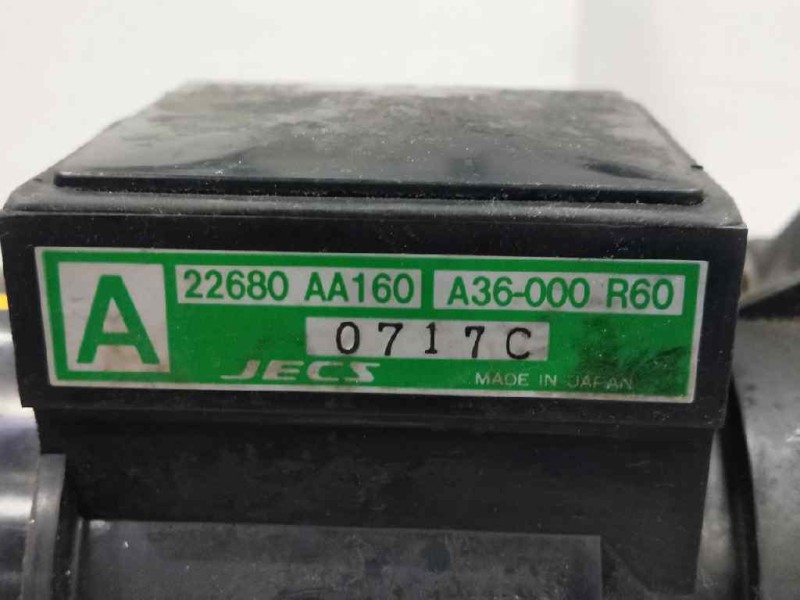 A
22680 AA160 A36-000 R60
0717C
JECS MADE IN JAPAN